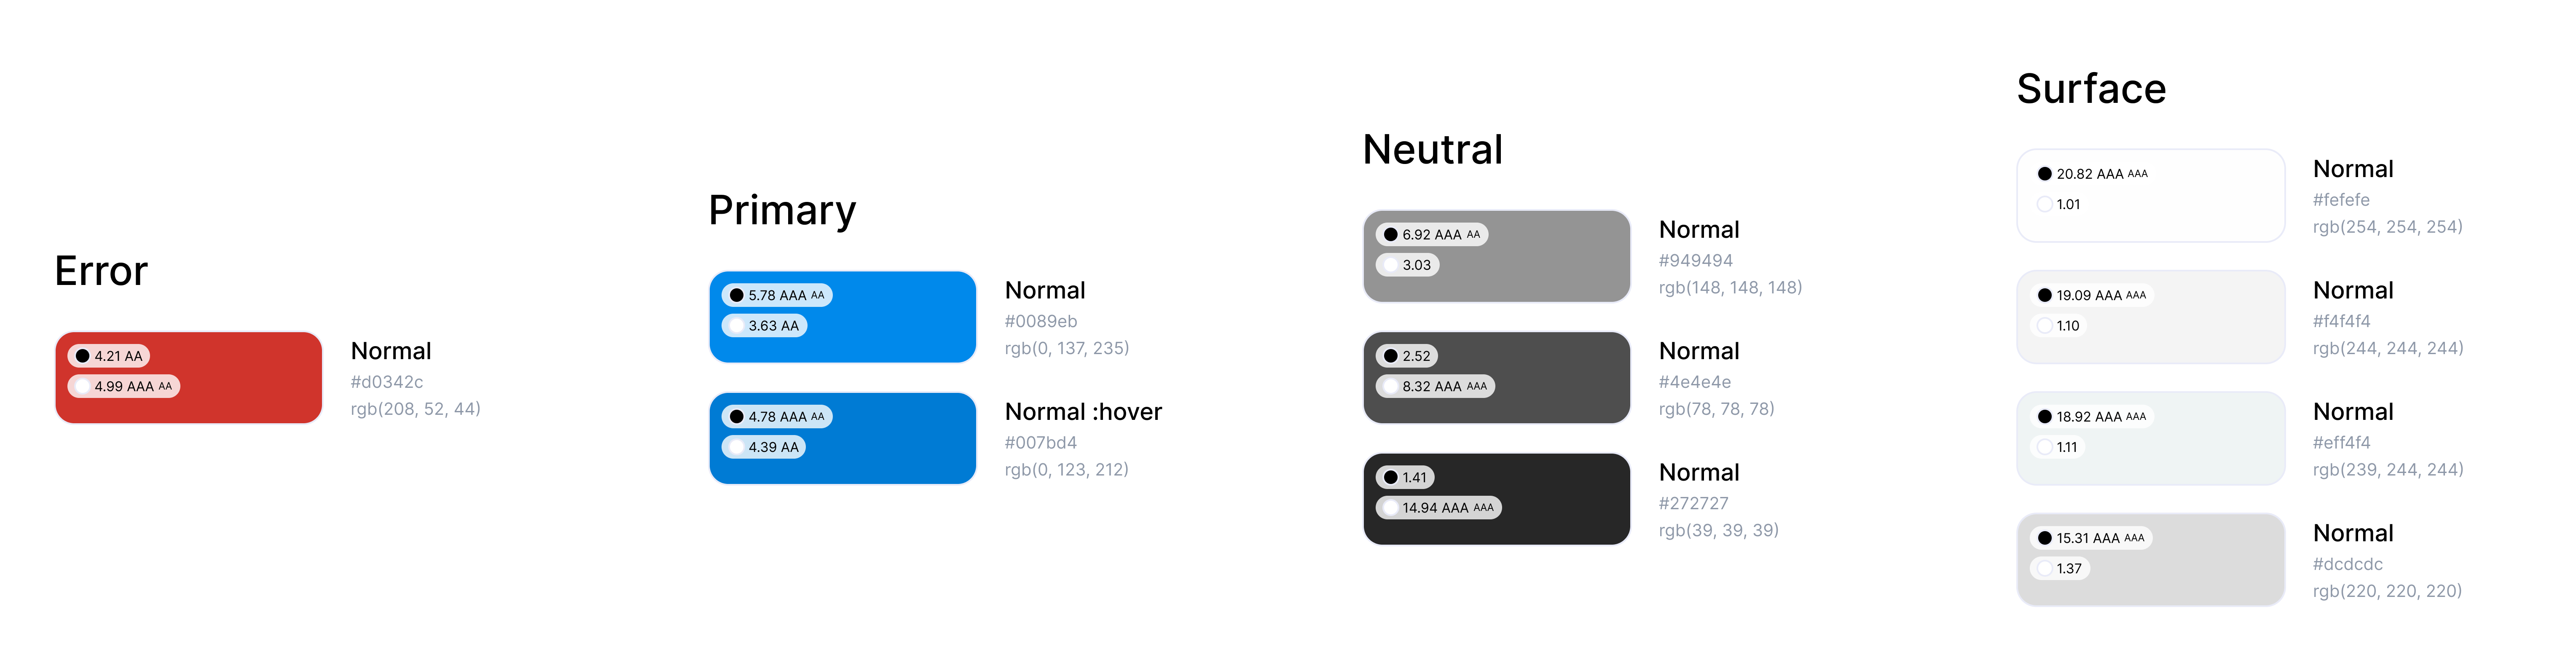 Error
4.21 AA
4.99 AAA AA
Normal
#d0342c
rgb(208, 52, 44)
Primary
5.78 AAA AA
3.63 AA
Normal
#0089eb
rgb(0, 137, 235)
4.78 AAA AA
4.39 AA
Normal :hover
#007bd4
rgb(0, 123, 212)
Neutral
6.92 AAA AA
3.03
Normal
#949494
rgb(148, 148, 148)
2.52
8.32 AAA AAA
Normal
#4e4e4e
rgb(78, 78, 78)
1.41
14.94 AAA AAA
Normal
#272727
rgb(39, 39, 39)
Surface
20.82 AAA AAA
1.01
Normal
#fefefe
rgb(254, 254, 254)
19.09 AAA AAA
1.10
Normal
#f4f4f4
rgb(244, 244, 244)
18.92 AAA AAA
1.11
Normal
#eff4f4
rgb(239, 244, 244)
15.31 AAA AAA
1.37
Normal
#dcdcdc
rgb(220, 220, 220)